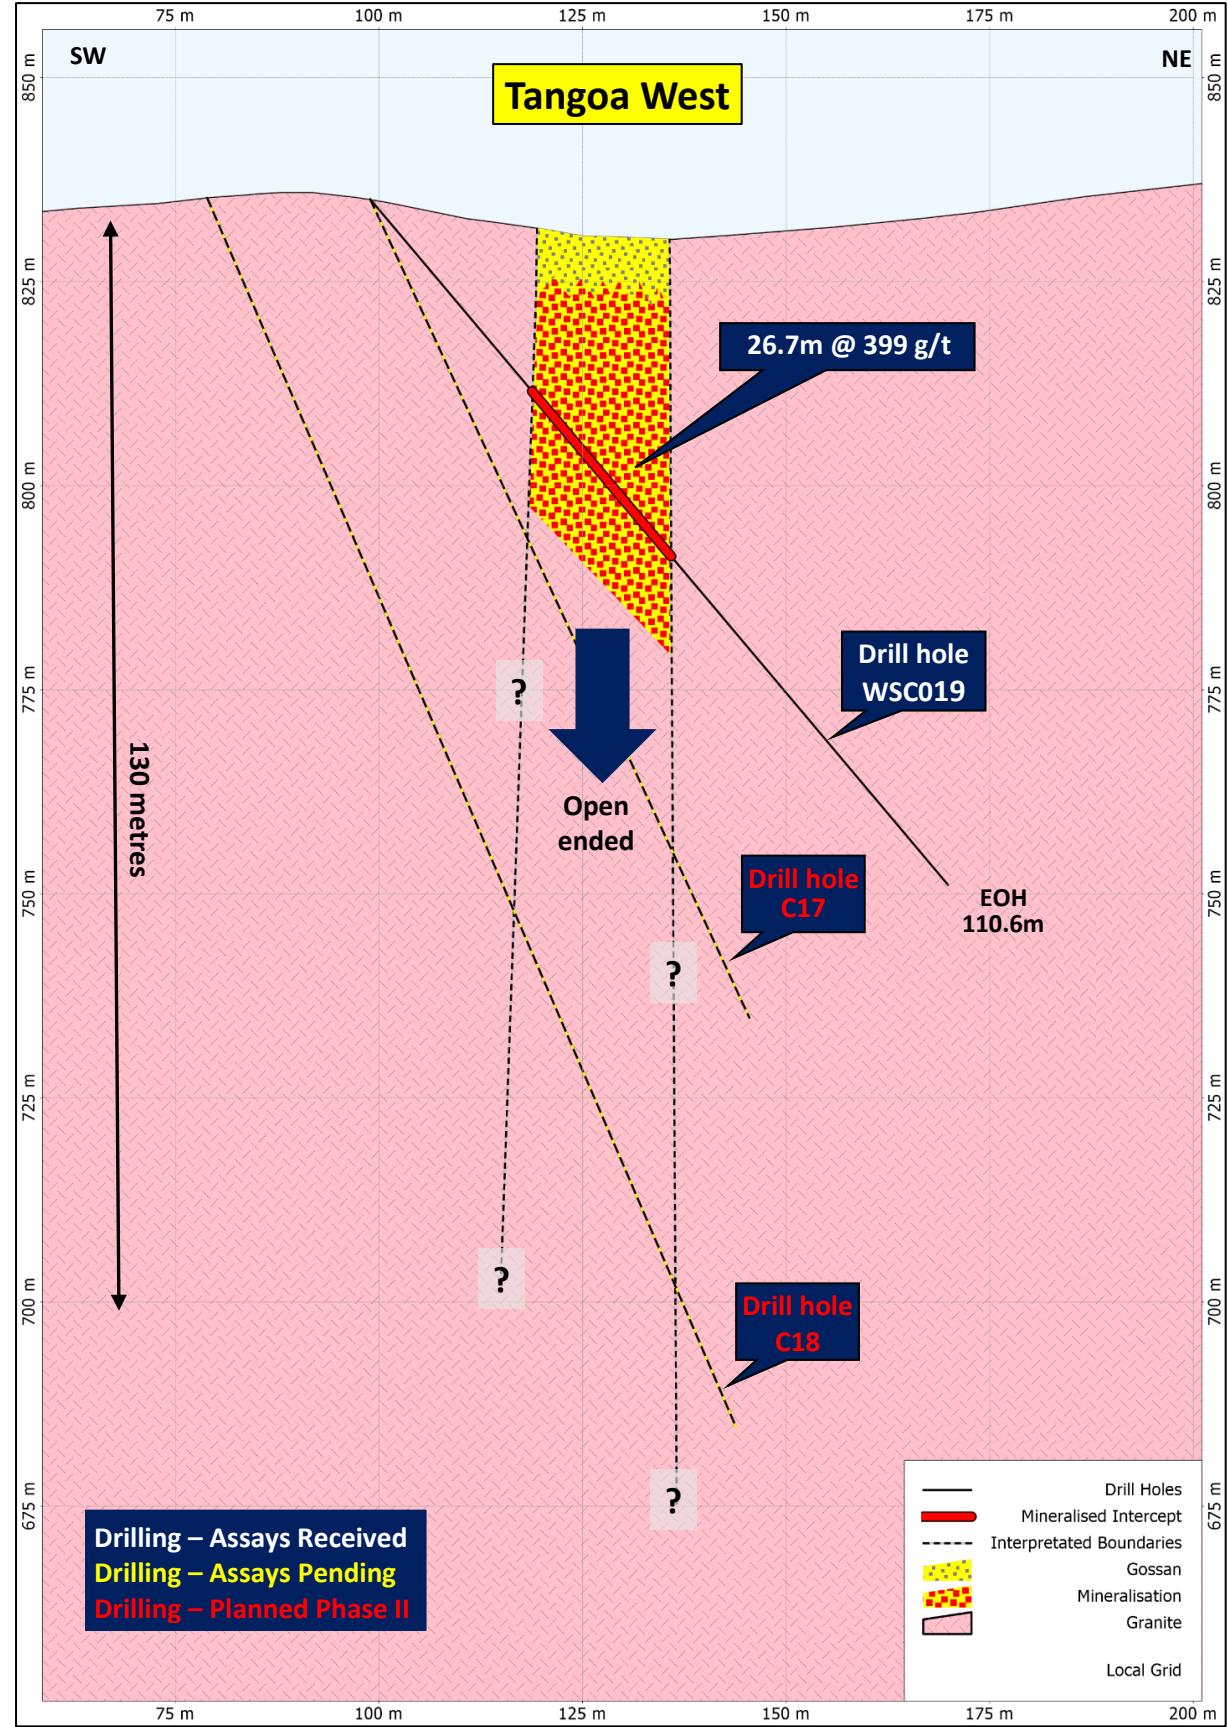 75 m 100 m 125 m 150 m 175 m 200 m
SW
NE
850 m
850 m
Tangoa West
825 m
825 m
26.7m @ 399 g/t
800 m
800 m
Drill hole
WSC019
775 m
775 m
?
130 metres
Open
ended
Drill hole
C17
750 m
750 m
EOH
110.6m
?
725 m
725 m
?
700 m
700 m
Drill hole
C18
675 m
675 m
?
Drilling – Assays Received
Drilling – Assays Pending
Drilling – Planned Phase II
Drill Holes
Mineralised Intercept
Interpretated Boundaries
Gossan
Mineralisation
Granite
Local Grid
75 m 100 m 125 m 150 m 175 m 200 m